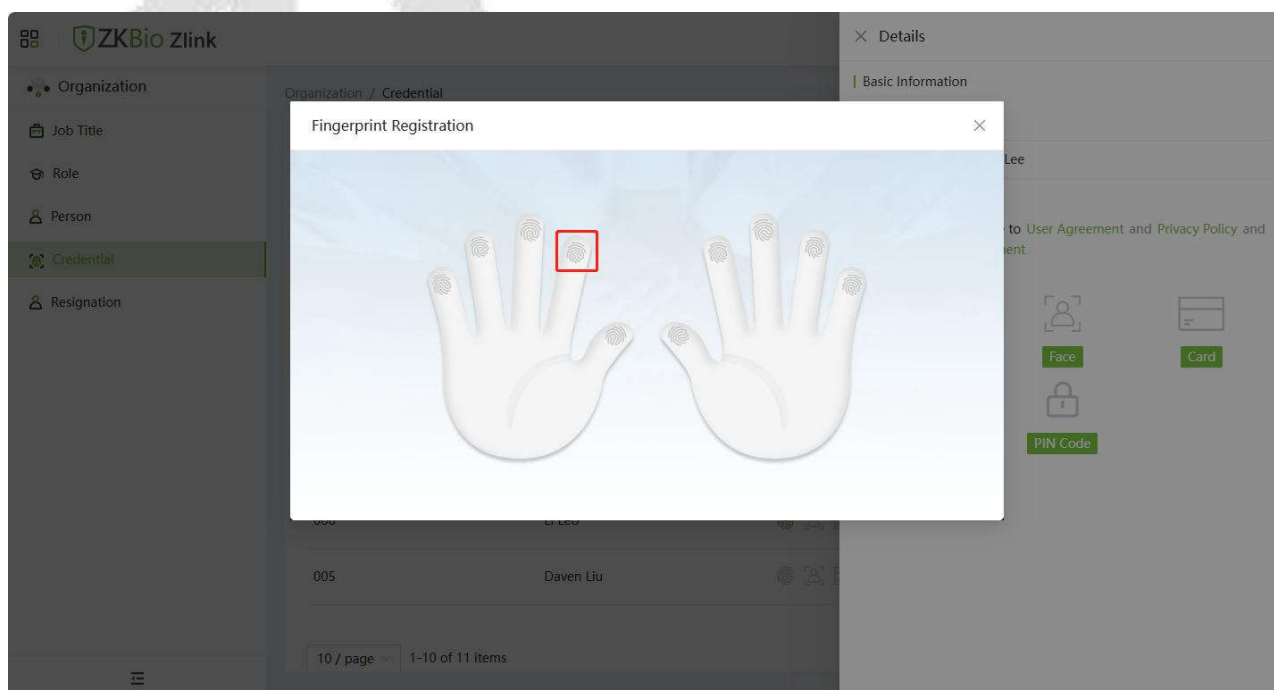 ZKBio Zlink
Details
Organization
Basic Information
Organization / Credential
Fingerprint Registration
Job Title
Lee
Role
Person
to User Agreement and Privacy Policy and
Credential
Resignation
Face
Card
PIN Code
005
Daven Liu
10 / page
1-10 of 11 items